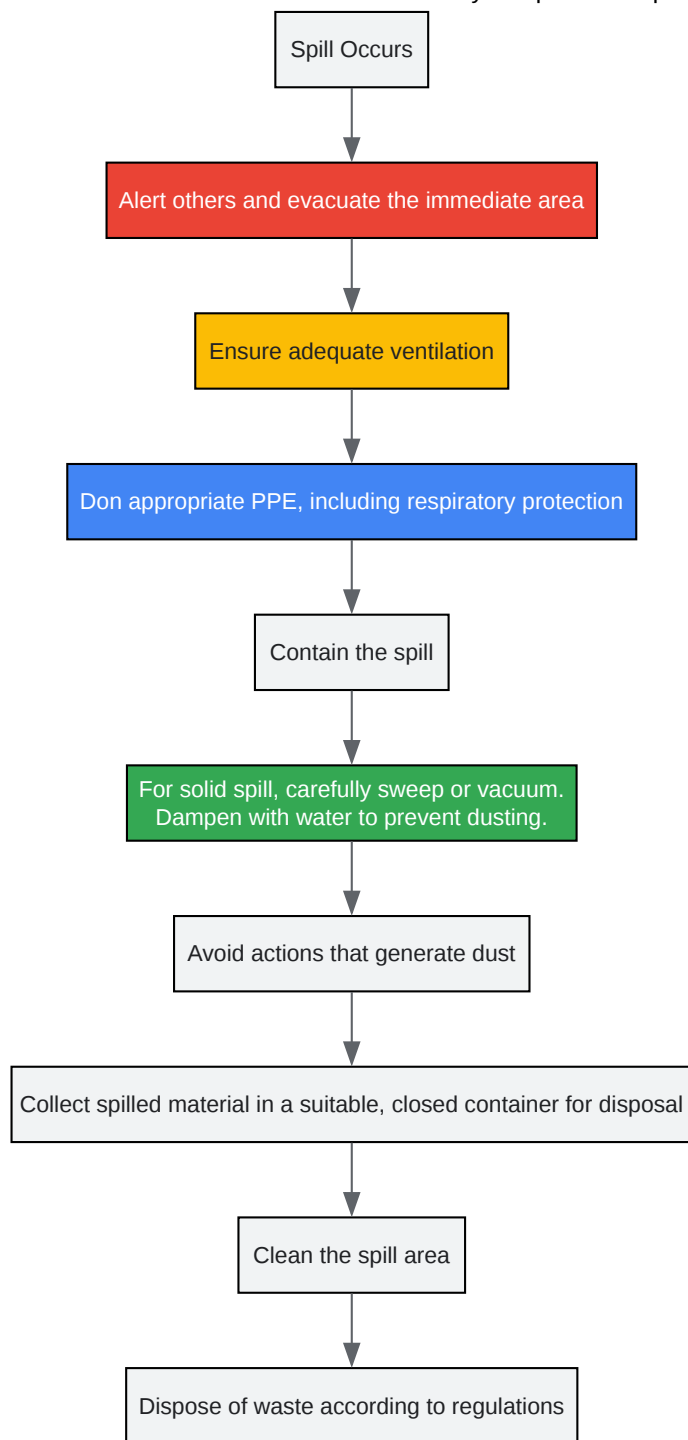 Spill Occurs
Alert others and evacuate the immediate area
Ensure adequate ventilation
Don appropriate PPE, including respiratory protection
Contain the spill
For solid spill, carefully sweep or vacuum.
Dampen with water to prevent dusting.
Avoid actions that generate dust
Collect spilled material in a suitable, closed container for disposal
Clean the spill area
Dispose of waste according to regulations